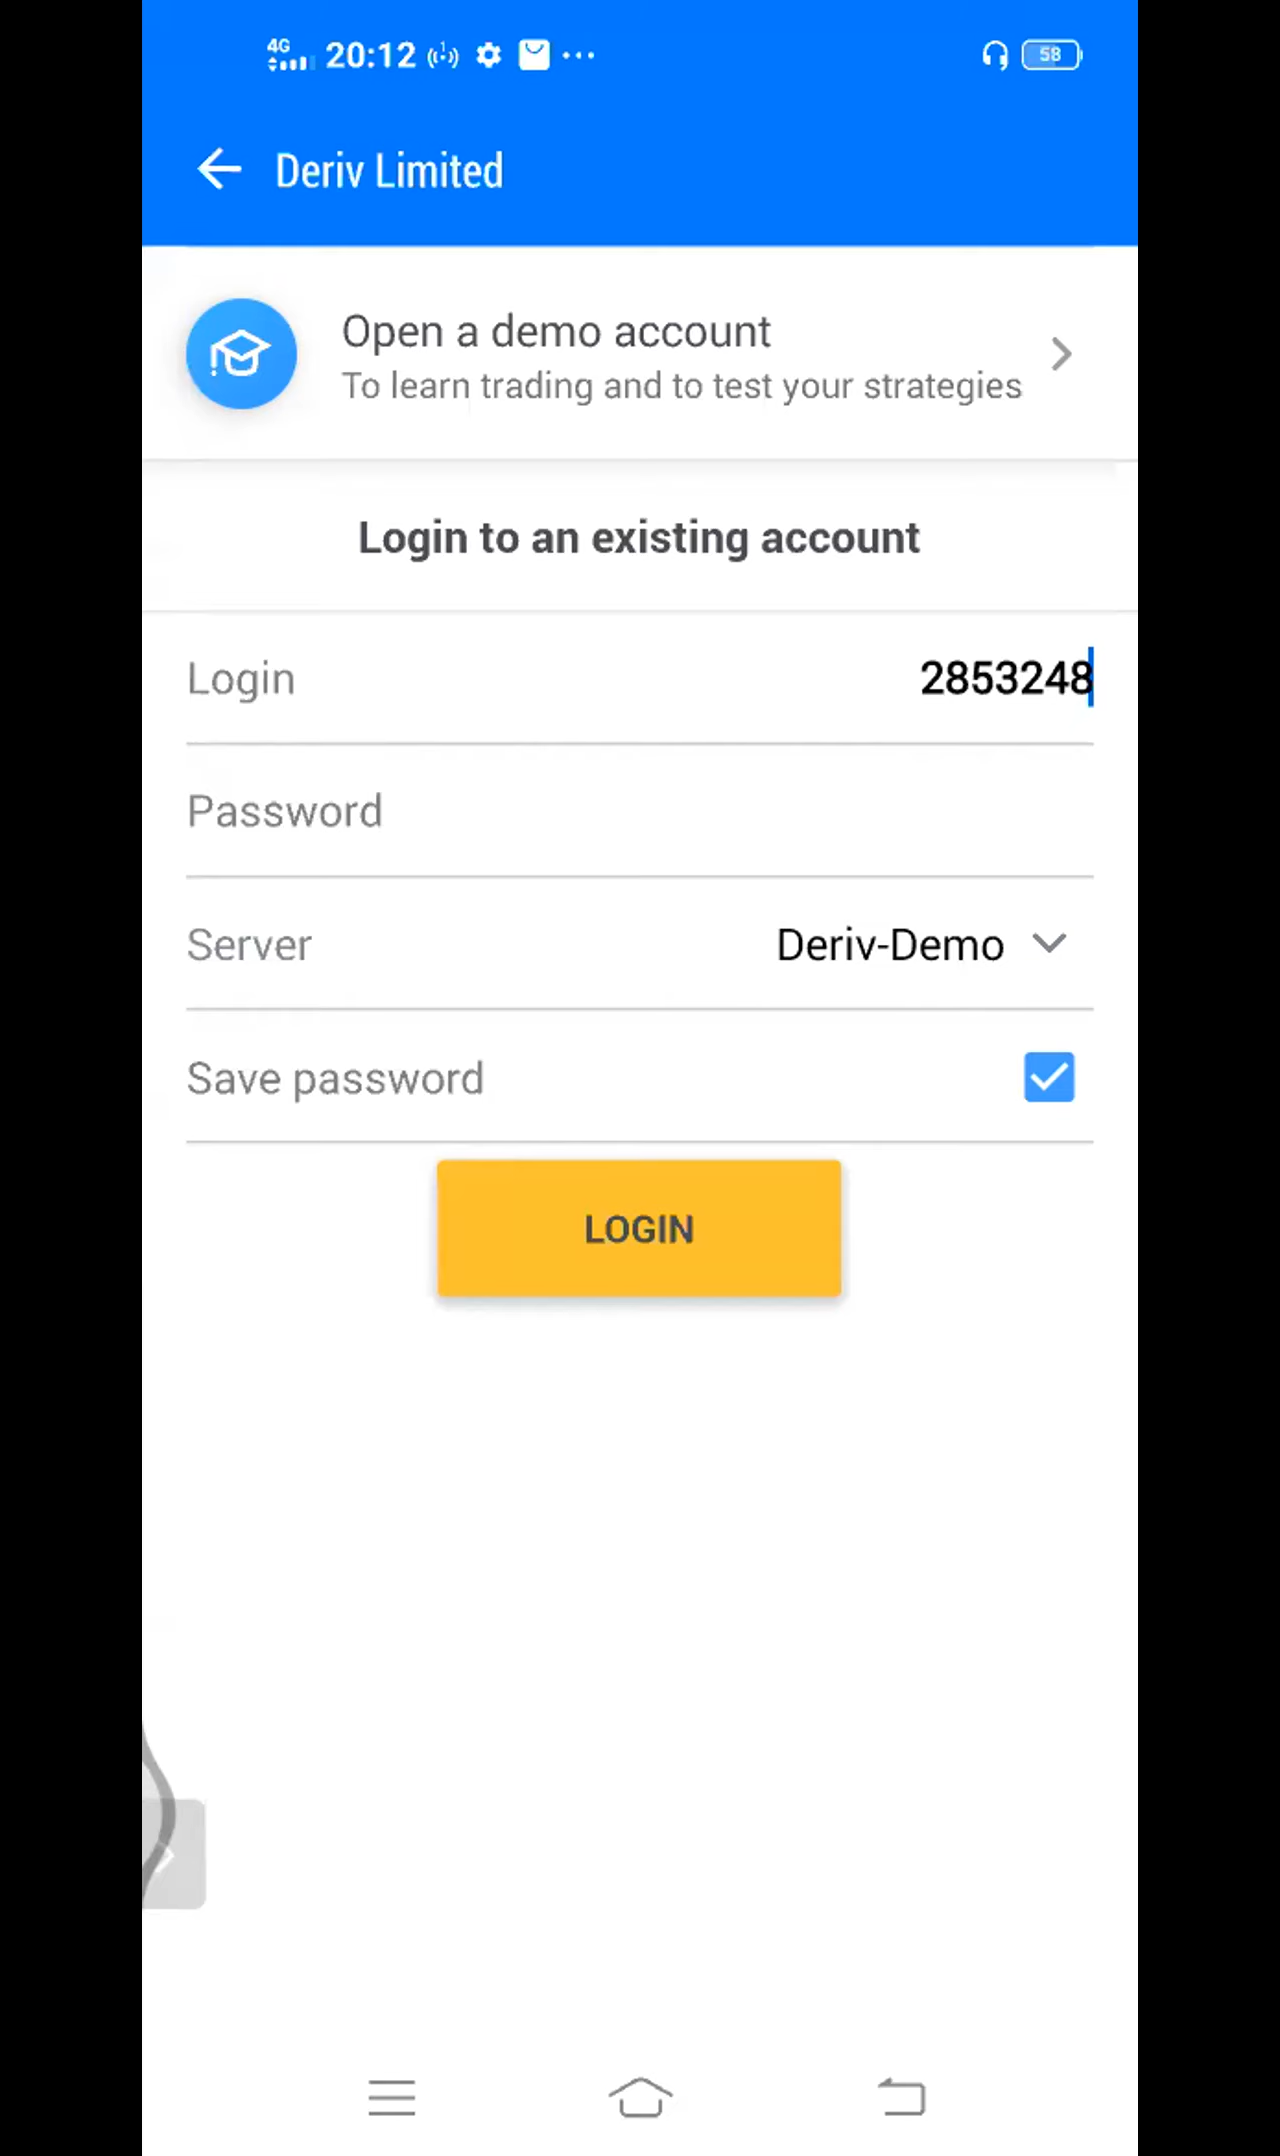 4G 20:12 58
Deriv Limited
Open a demo account
To learn trading and to test your strategies
Login to an existing account
Login 2853248
Password
Server Deriv-Demo
Save password
LOGIN